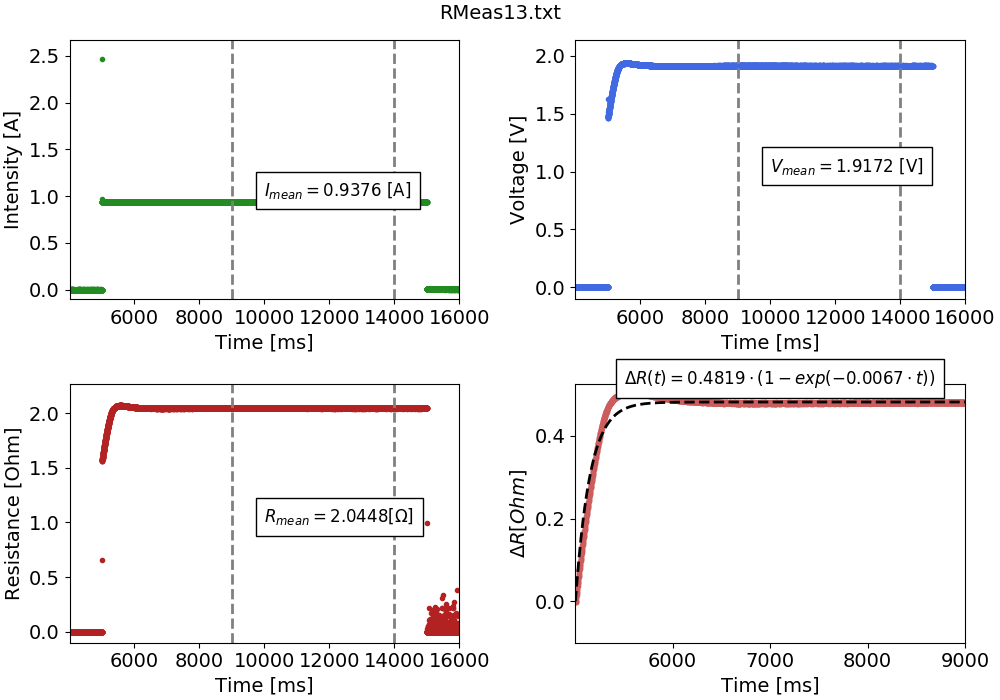 RMeas13.txt
Intensity [A]
2.5
2.0
1.5
1.0
0.5
0.0
I_mean = 0.9376 [A]
6000 8000 10000 12000 14000 16000
Time [ms]
Voltage [V]
2.0
1.5
1.0
0.5
0.0
V_mean = 1.9172 [V]
6000 8000 10000 12000 14000 16000
Time [ms]
Resistance [Ohm]
2.0
1.5
1.0
0.5
0.0
R_mean = 2.0448[Ω]
6000 8000 10000 12000 14000 16000
Time [ms]
ΔR(t) = 0.4819 · (1 − exp(−0.0067 · t))
ΔR[Ohm]
0.4
0.2
0.0
6000 7000 8000 9000
Time [ms]